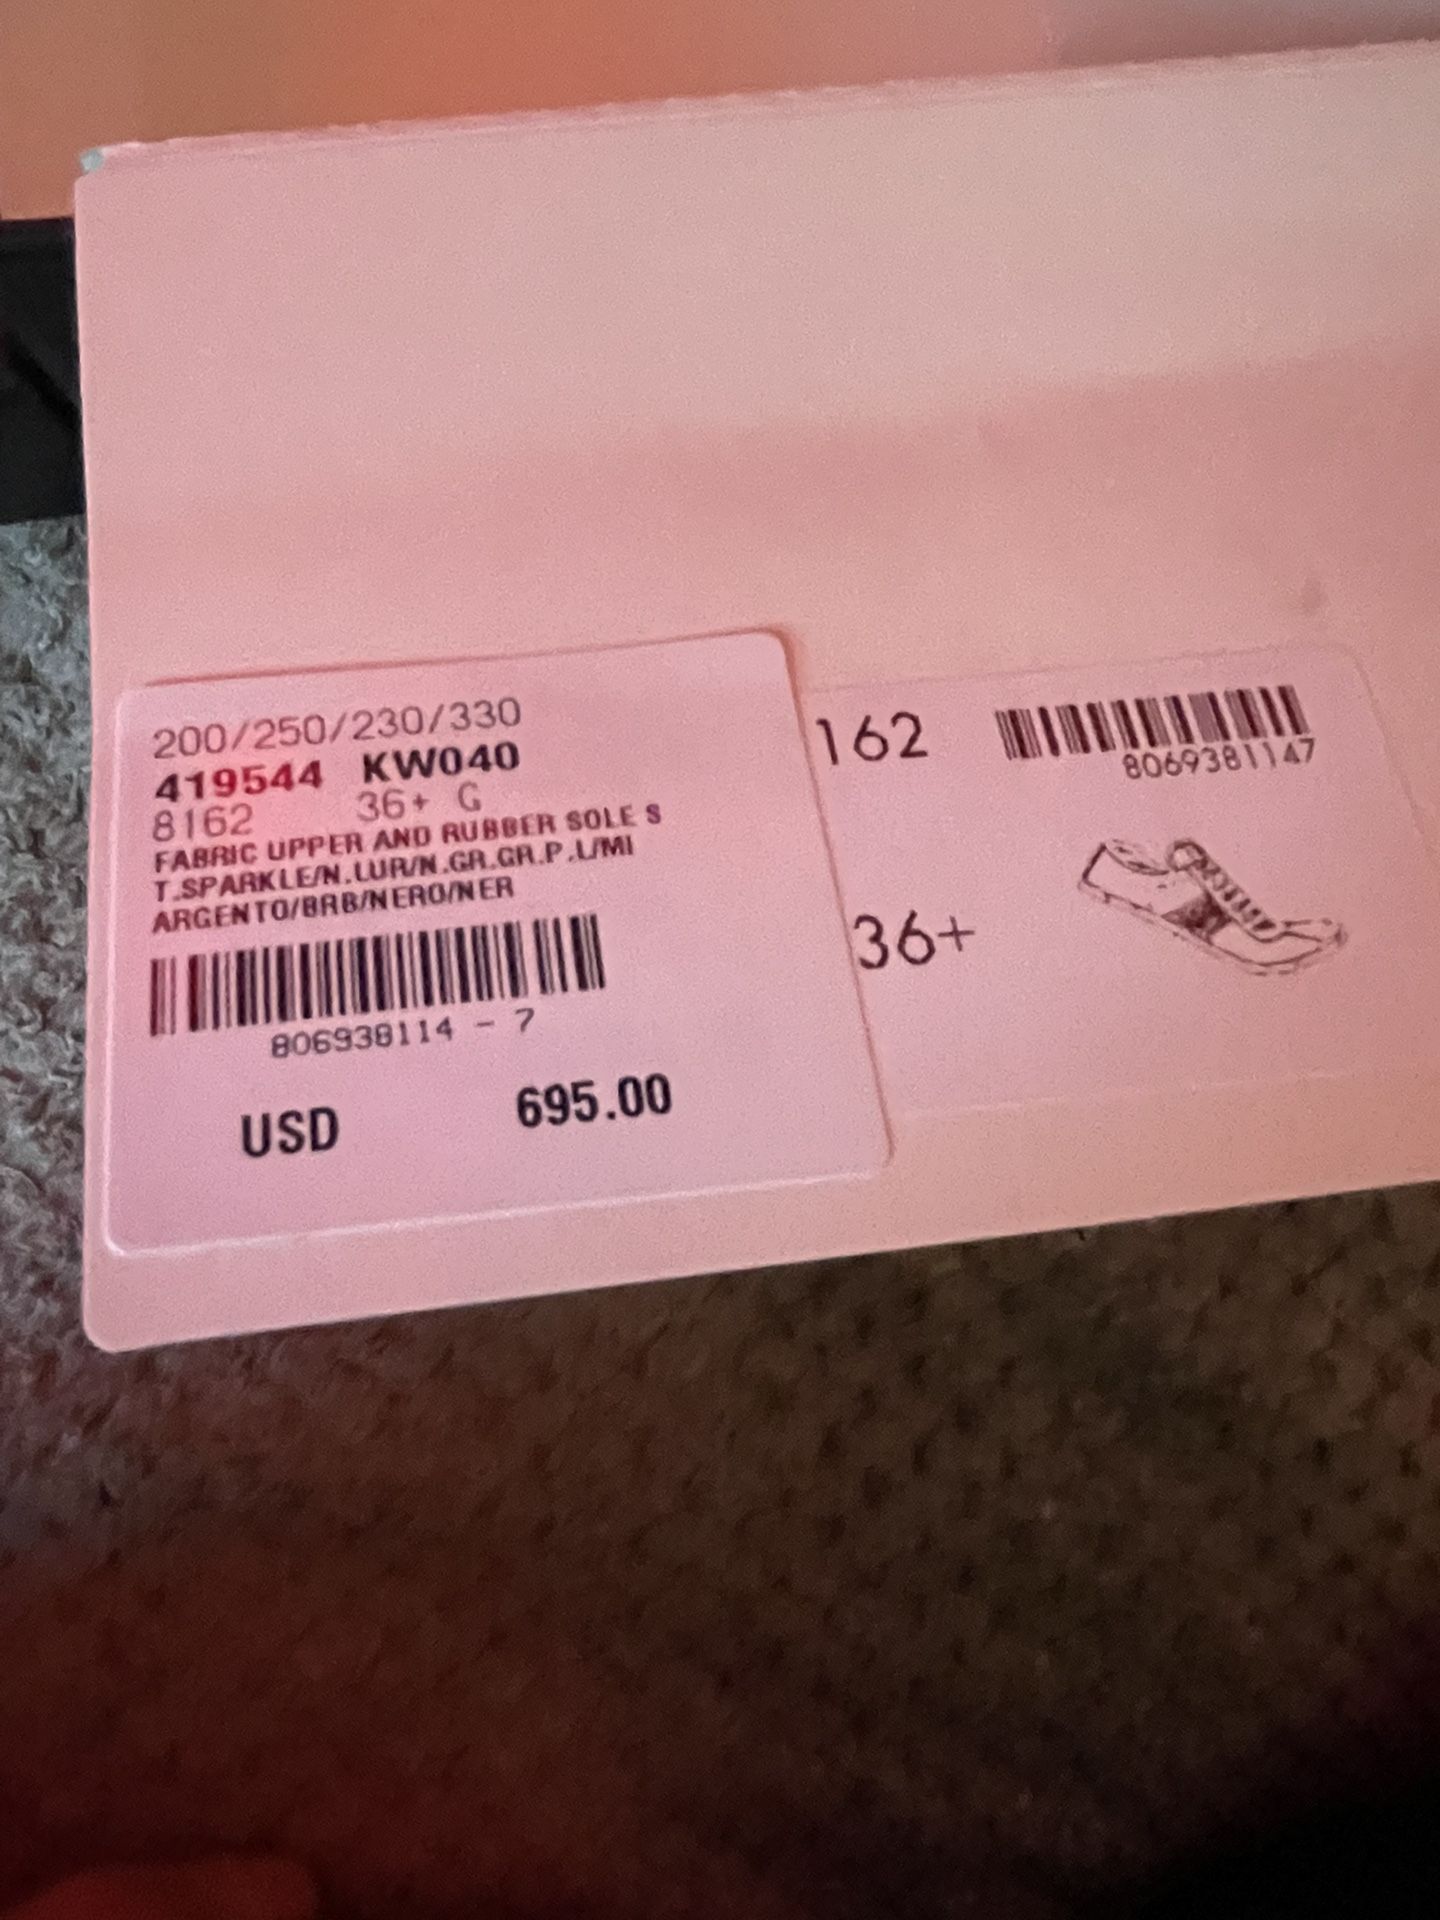 200/250/230/330
419544 KW040
8162 36+ G
FABRIC UPPER AND RUBBER SOLE S
T.SPARKLE/N.LUR/N.GR.GR.P.L/MI
ARGENTO/BRB/NERO/NER
806938114 - 7
USD 695.00
162
8069381147
36+